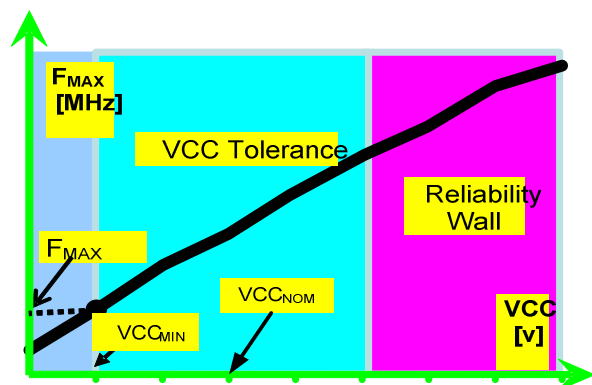 FMAX
[MHz]
VCC Tolerance
Reliability
Wall
FMAX
VCCNOM
VCC
[v]
VCCMIN